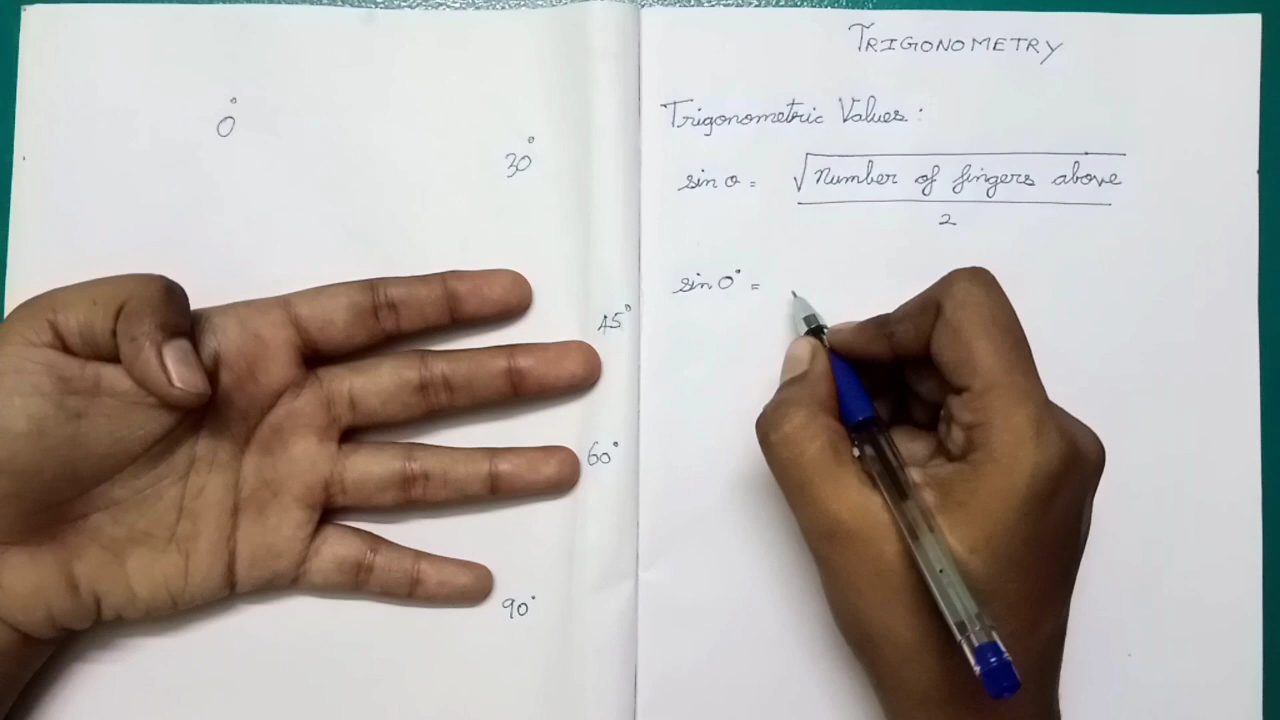 TRIGONOMETRY
Trigonometric Values :
sin θ = √Number of fingers above
2
sin 0° =
0°
30°
45°
60°
90°